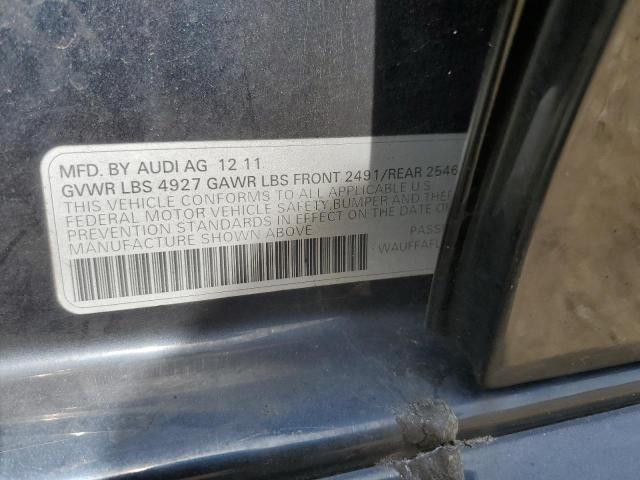 MFD. BY AUDI AG 12 11
GVWR LBS 4927 GAWR LBS FRONT 2491/REAR 2546
THIS VEHICLE CONFORMS TO ALL APPLICABLE U.S
FEDERAL MOTOR VEHICLE SAFETY, BUMPER AND THEF
PREVENTION STANDARDS IN EFFECT ON THE DATE OF
MANUFACTURE SHOWN ABOVE PASS
WAUFFAFL